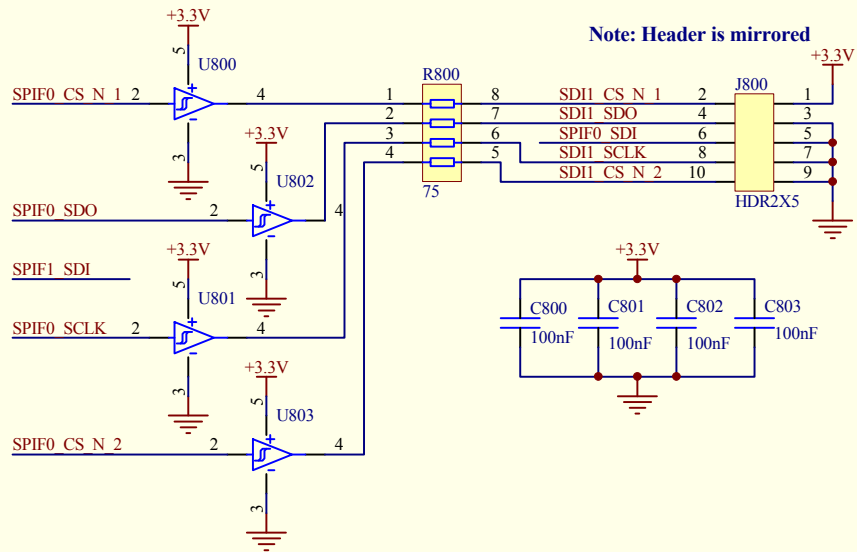 +3.3V
Note: Header is mirrored
+3.3V
5
U800
R800
J800
SPIF0_CS_N_1 2 4 1 8 SDI1_CS_N_1 2 1
2 7 SDI1_SDO 4 3
+3.3V
3 6 SPIF0_SDI 6 5
3
4 5 SDI1_SCLK 8 7
5
U802
SDI1_CS_N_2 10 9
75
HDR2X5
SPIF0_SDO 2 4
+3.3V
+3.3V
SPIF1_SDI
3
5
U801
C800 C801 C802 C803
SPIF0_SCLK 2 4
100nF 100nF 100nF 100nF
+3.3V
3
5
U803
SPIF0_CS_N_2 2 4
3